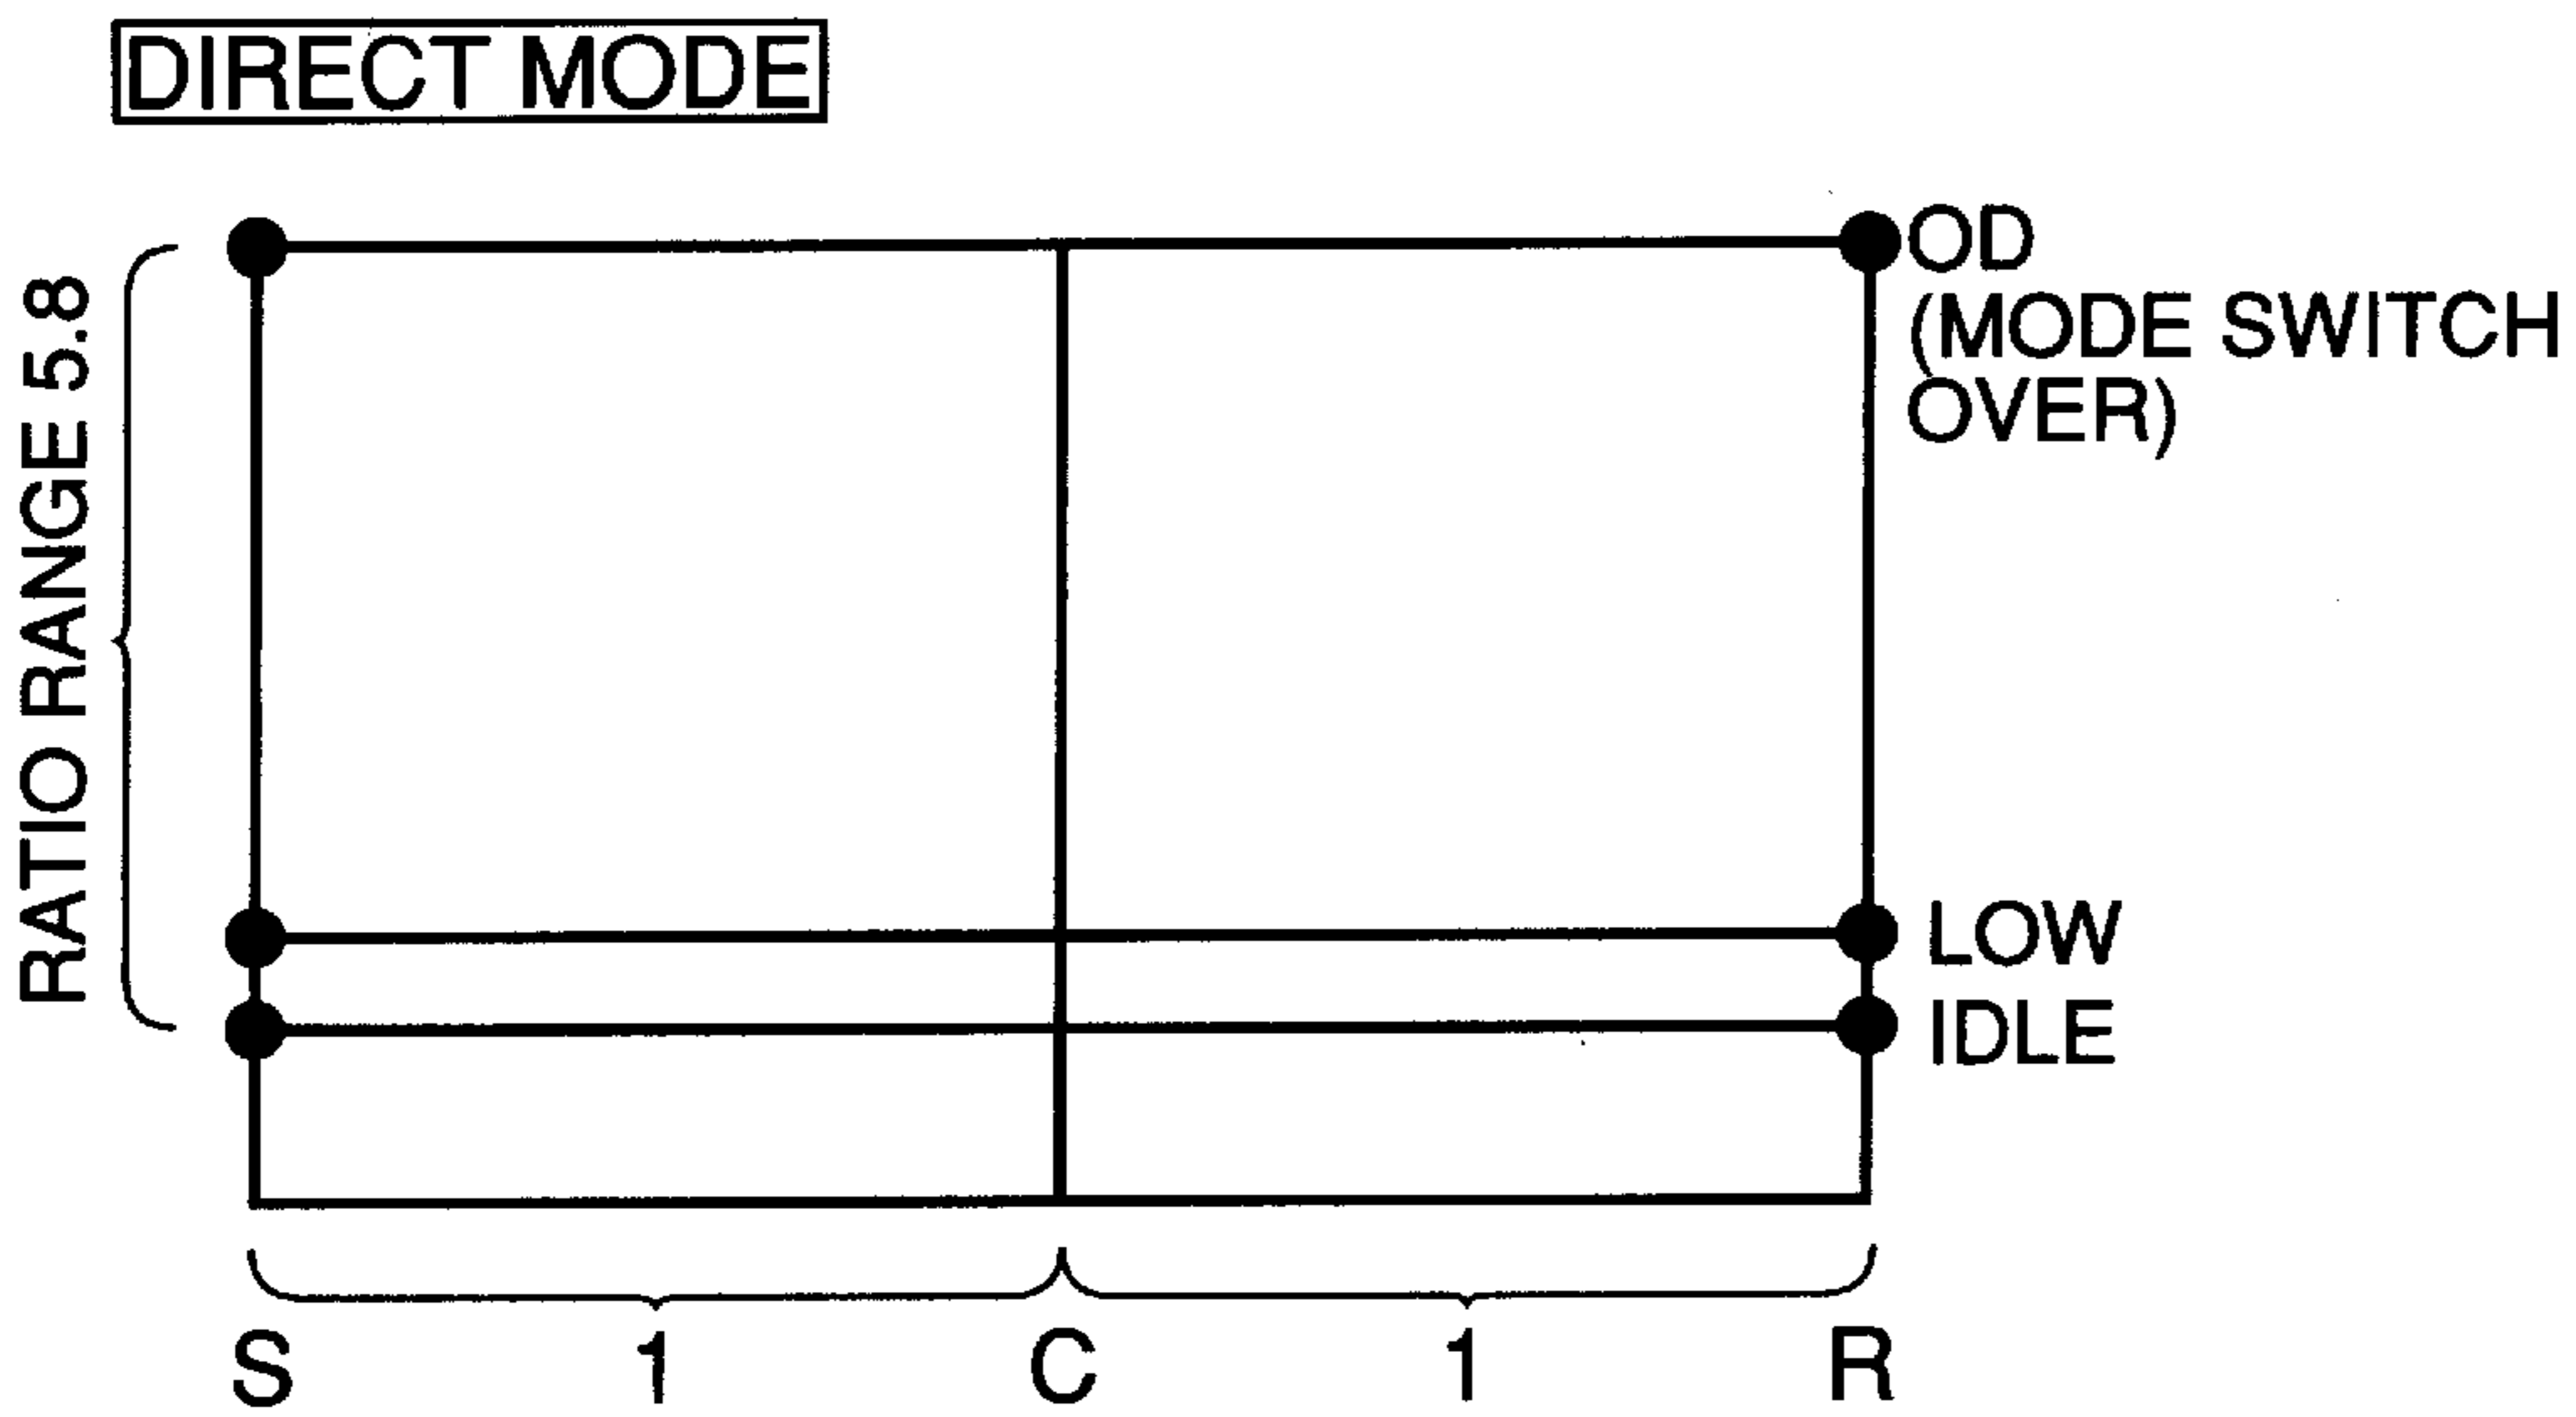 DIRECT MODE
RATIO RANGE 5.8
OD
(MODE SWITCH
OVER)
LOW
IDLE
S 1 C 1 R